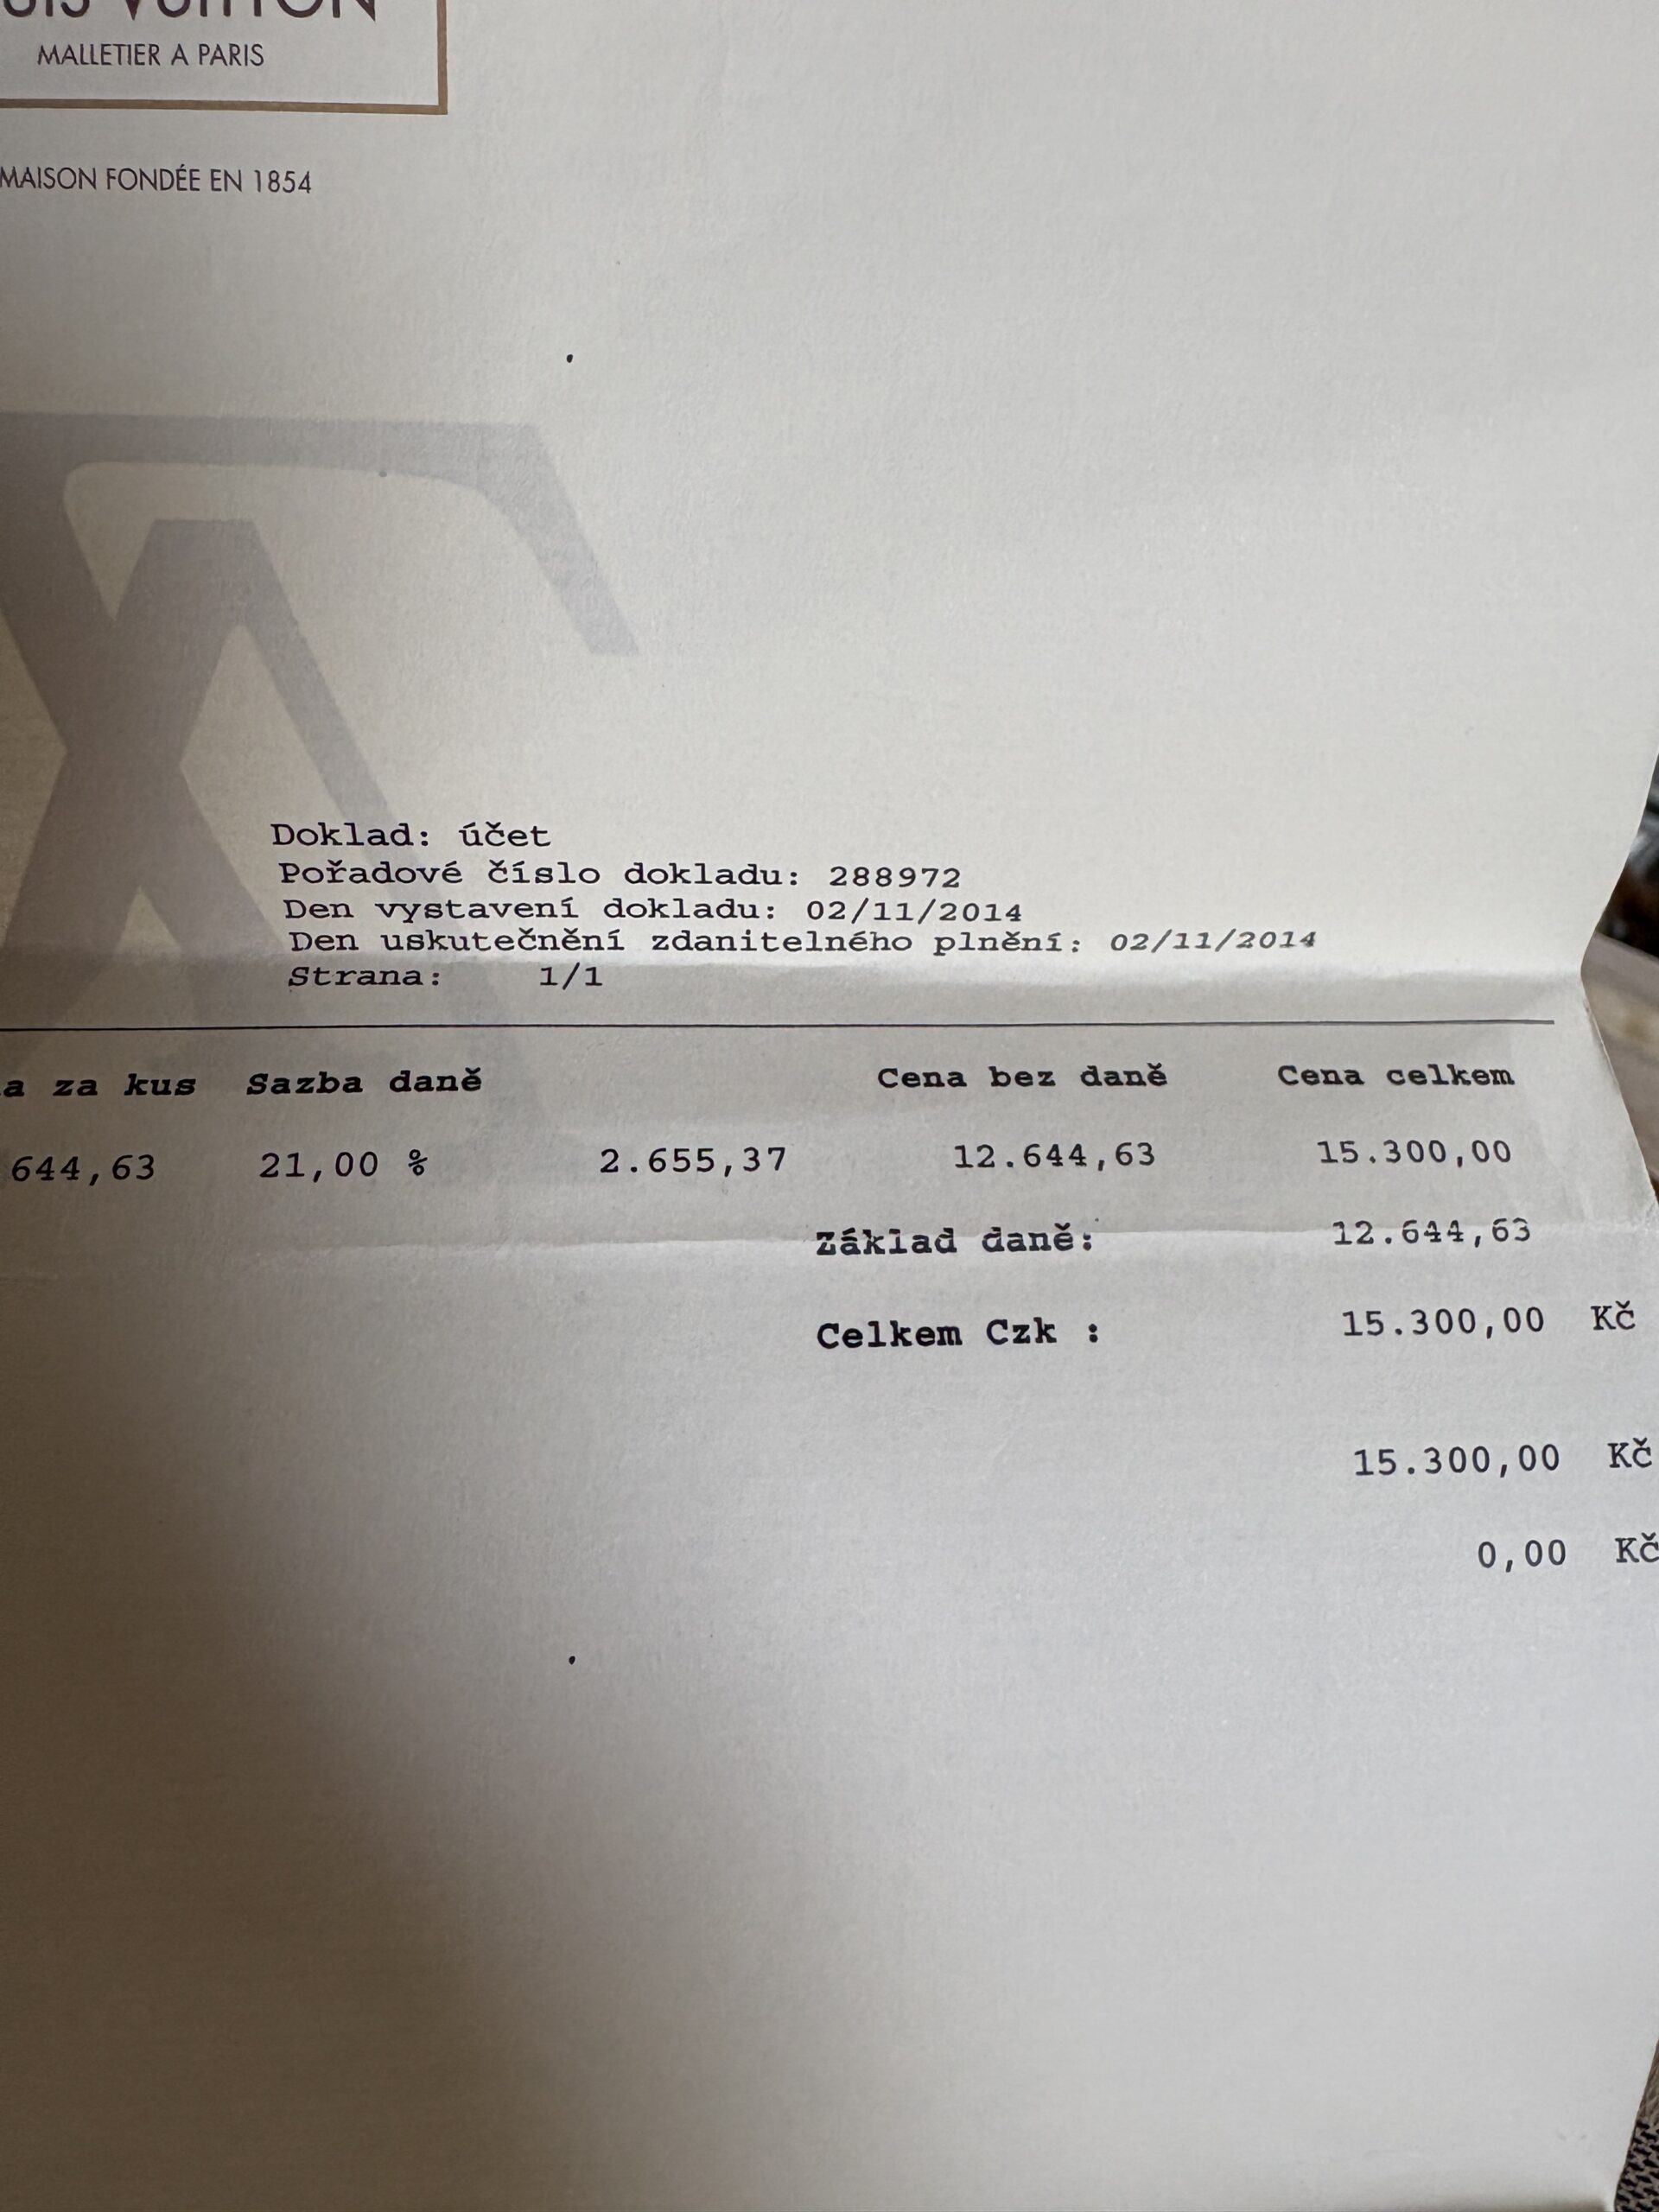 VUITTON
MALLETIER A PARIS
MAISON FONDÉE EN 1854
Doklad: účet
Pořadové číslo dokladu: 288972
Den vystavení dokladu: 02/11/2014
Den uskutečnění zdanitelného plnění: 02/11/2014
Strana: 1/1
za kus Sazba daně Cena bez daně Cena celkem
644,63 21,00 % 2.655,37 12.644,63 15.300,00
Základ daně: 12.644,63
Celkem Czk : 15.300,00 Kč
15.300,00 Kč
0,00 Kč